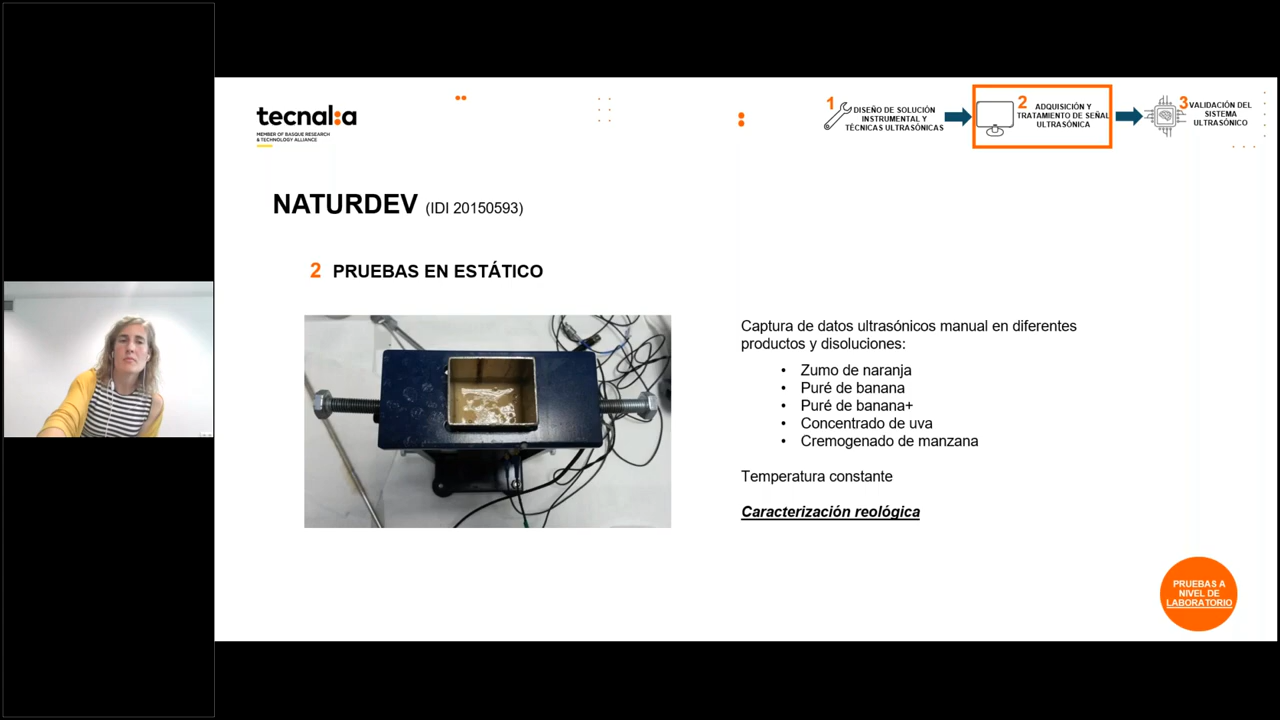 tecnal:a
MEMBER OF BASQUE RESEARCH
& TECHNOLOGY ALLIANCE
1
DISEÑO DE SOLUCIÓN
INSTRUMENTAL Y
TÉCNICAS ULTRASÓNICAS
2
ADQUISICIÓN Y
TRATAMIENTO DE SEÑAL
ULTRASÓNICA
3
VALIDACIÓN DEL
SISTEMA
ULTRASÓNICO
NATURDEV (IDI 20150593)
2 PRUEBAS EN ESTÁTICO
Captura de datos ultrasónicos manual en diferentes
productos y disoluciones:
• Zumo de naranja
• Puré de banana
• Puré de banana+
• Concentrado de uva
• Cremogenado de manzana
Temperatura constante
Caracterización reológica
PRUEBAS A
NIVEL DE
LABORATORIO